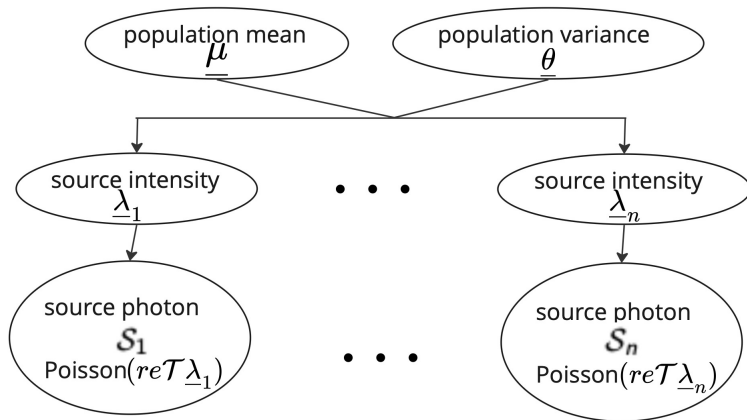 population mean
μ
population variance
θ
source intensity
λ₁
. . .
source intensity
λₙ
source photon
𝒮₁
Poisson(re𝒯λ₁)
. . .
source photon
𝒮ₙ
Poisson(re𝒯λₙ)